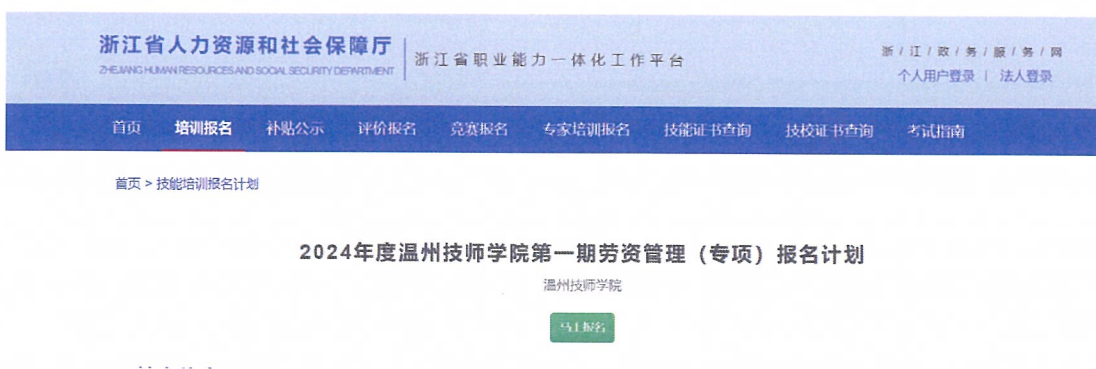 浙江省人力资源和社会保障厅
ZHEJIANG HUMAN RESOURCES AND SOCIAL SECURITY DEPARTMENT
浙江省职业能力一体化工作平台
浙/江/政/务/服/务/网
个人用户登录 | 法人登录
首页 培训报名 补贴公示 评价报名 竞赛报名 专家培训报名 技能证书查询 技校证书查询 考试指南
首页 > 技能培训报名计划
2024年度温州技师学院第一期劳资管理（专项）报名计划
温州技师学院
马上报名